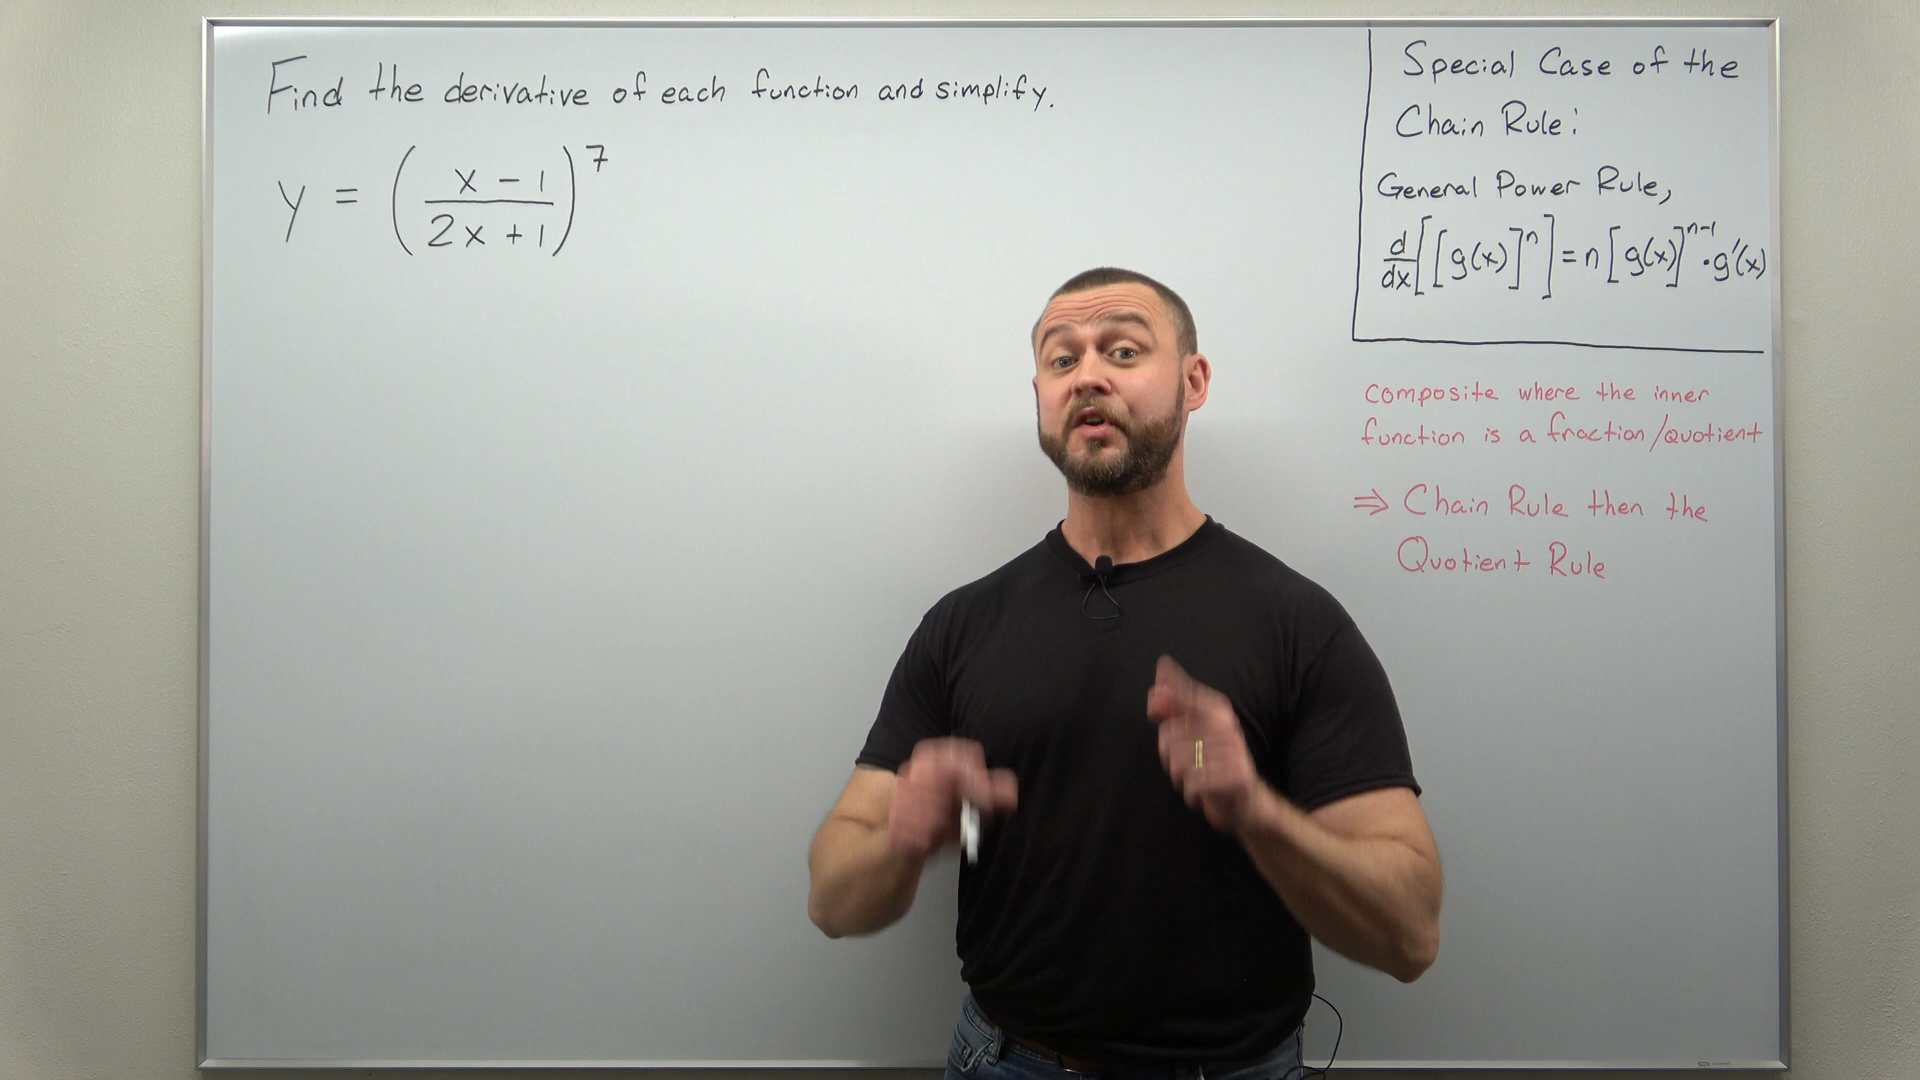 Find the derivative of each function and simplify.
y = ( (x - 1) / (2x + 1) )^7
Special Case of the
Chain Rule:
General Power Rule,
d/dx [ [g(x)]^n ] = n [g(x)]^(n-1) · g'(x)
composite where the inner
function is a fraction/quotient
⇒ Chain Rule then the
Quotient Rule